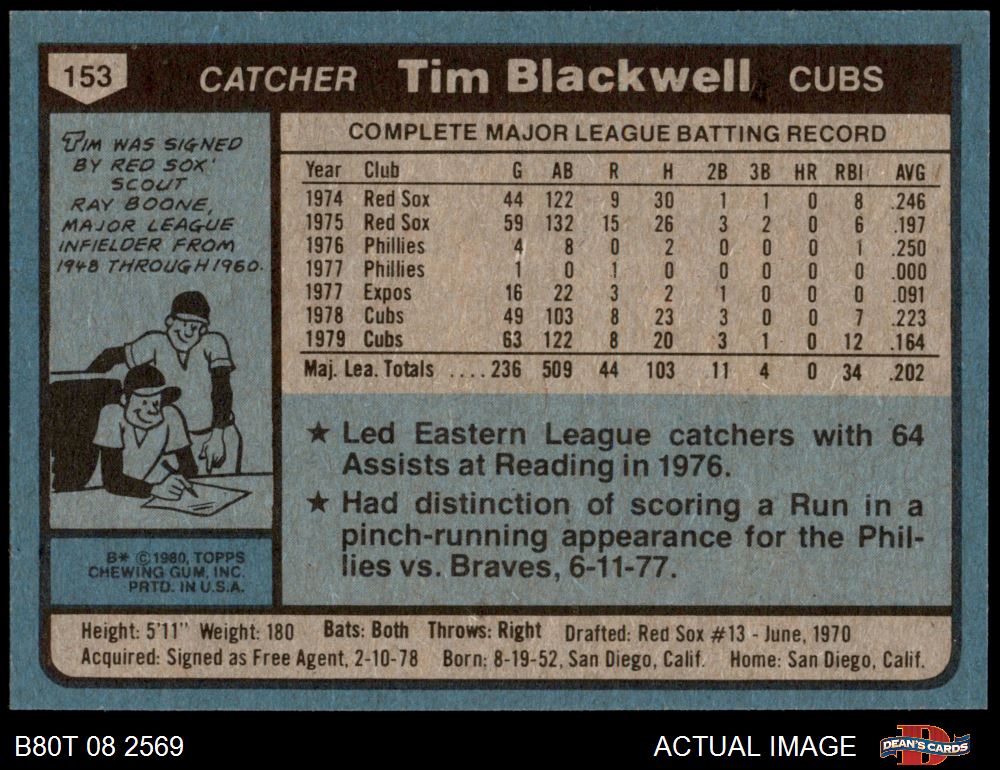 153 CATCHER Tim Blackwell CUBS
TIM WAS SIGNED
BY RED SOX'
SCOUT
RAY BOONE,
MAJOR LEAGUE
INFIELDER FROM
1948 THROUGH 1960.
COMPLETE MAJOR LEAGUE BATTING RECORD
Year Club G AB R H 2B 3B HR RBI AVG
1974 Red Sox 44 122 9 30 1 1 0 8 .246
1975 Red Sox 59 132 15 26 3 2 0 6 .197
1976 Phillies 4 8 0 2 0 0 0 1 .250
1977 Phillies 1 0 1 0 0 0 0 0 .000
1977 Expos 16 22 3 2 1 0 0 0 .091
1978 Cubs 49 103 8 23 3 0 0 7 .223
1979 Cubs 63 122 8 20 3 1 0 12 .164
Maj. Lea. Totals ....236 509 44 103 11 4 0 34 .202
★ Led Eastern League catchers with 64
Assists at Reading in 1976.
★ Had distinction of scoring a Run in a
pinch-running appearance for the Phil-
lies vs. Braves, 6-11-77.
B* © 1980, TOPPS
CHEWING GUM, INC.
PRTD. IN U.S.A.
Height: 5'11" Weight: 180 Bats: Both Throws: Right Drafted: Red Sox #13 - June, 1970
Acquired: Signed as Free Agent, 2-10-78 Born: 8-19-52, San Diego, Calif. Home: San Diego, Calif.
B80T 08 2569 ACTUAL IMAGE D DEAN'S CARDS